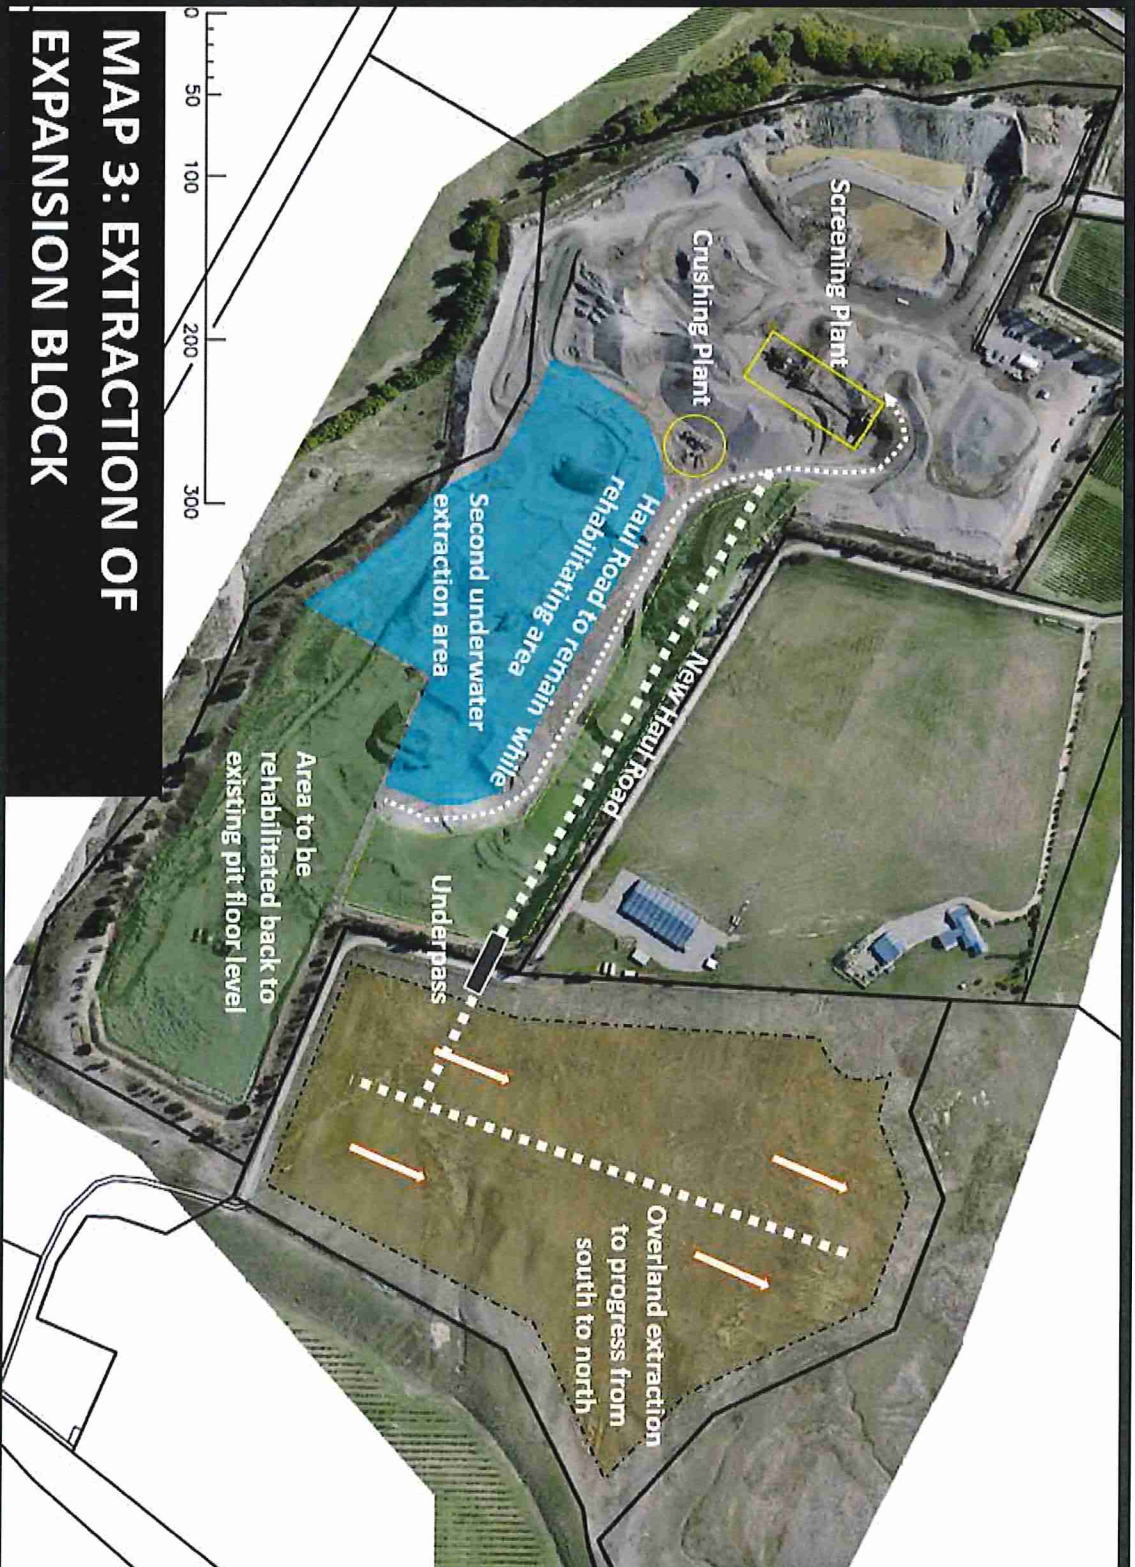 Screening Plant
Crushing Plant
Haul Road to remain while
rehabilitating area
Second underwater
extraction area
New Haul Road
Underpass
Area to be
rehabilitated back to
existing pit floor level
Overland extraction
to progress from
south to north
0 50 100 200 300
MAP 3: EXTRACTION OF
EXPANSION BLOCK